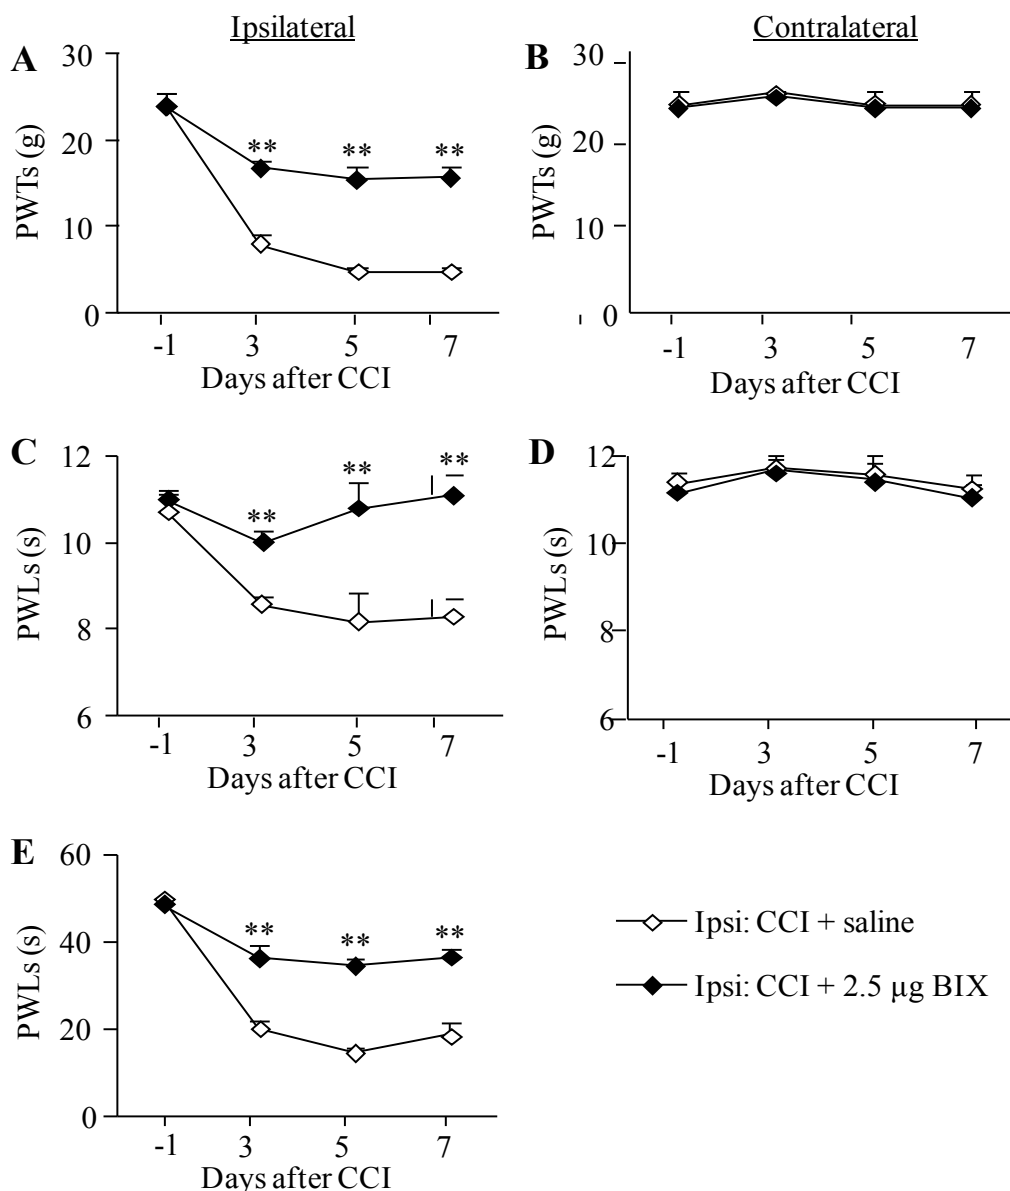 Ipsilateral
Contralateral
A
30
20
10
0
PWTs (g)
**
**
**
-1 3 5 7
Days after CCI
B
30
20
10
0
PWTs (g)
-1 3 5 7
Days after CCI
C
12
10
8
6
PWLs (s)
**
**
**
-1 3 5 7
Days after CCI
D
12
10
8
6
PWLs (s)
-1 3 5 7
Days after CCI
E
60
40
20
0
PWLs (s)
**
**
**
-1 3 5 7
Days after CCI
Ipsi: CCI + saline
Ipsi: CCI + 2.5 µg BIX